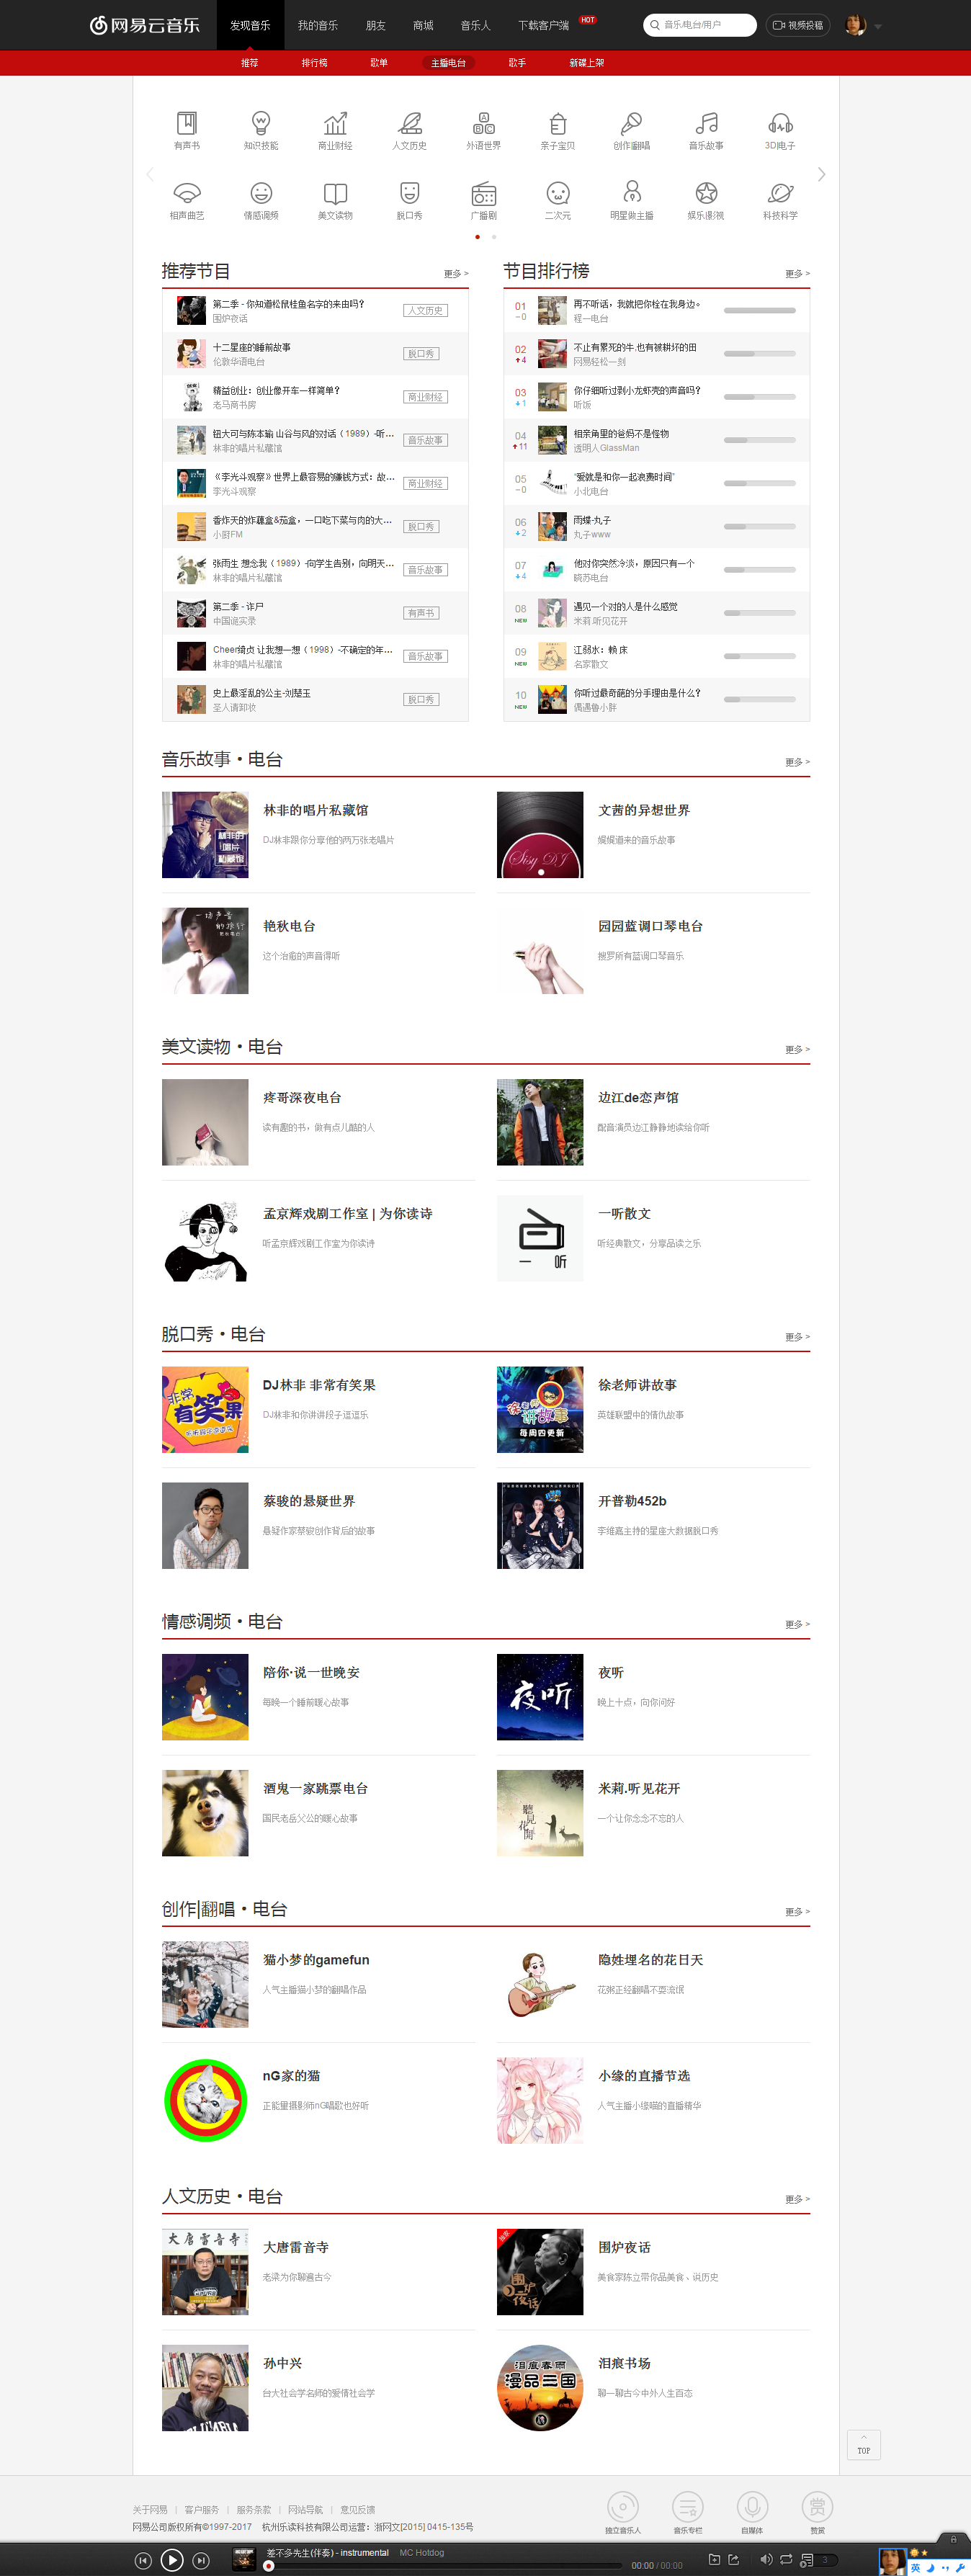 网易云音乐
发现音乐
我的音乐
朋友
商城
音乐人
下载客户端
HOT
音乐/电台/用户
视频投稿
推荐
排行榜
歌单
主播电台
歌手
新碟上架
有声书
知识技能
商业财经
人文历史
外语世界
亲子宝贝
创作|翻唱
音乐故事
3D|电子
相声曲艺
情感调频
美文读物
脱口秀
广播剧
二次元
明星做主播
娱乐|影视
科技科学
推荐节目
更多 >
第二季 - 你知道松鼠桂鱼名字的来由吗？
围炉夜话
人文历史
十二星座的睡前故事
伦敦华语电台
脱口秀
精益创业：创业像开车一样简单？
老马商书房
商业财经
钮大可与陈本瑜 山谷与风的对话（1989）-听...
林非的唱片私藏馆
音乐故事
《李光斗观察》世界上最容易的赚钱方式：故...
李光斗观察
商业财经
香炸天的炸藕盒&茄盒，一口吃下菜与肉的大...
小厨FM
脱口秀
张雨生 想念我（1989）-向学生告别，向明天...
林非的唱片私藏馆
音乐故事
第二季 - 诈尸
中国诡实录
有声书
Cheer绮贞 让我想一想（1998）-不确定的年...
林非的唱片私藏馆
音乐故事
史上最淫乱的公主-刘楚玉
圣人请卸妆
脱口秀
节目排行榜
更多 >
01
0
再不听话，我就把你栓在我身边。
程一电台
02
4
不止有累死的牛,也有被耕坏的田
网易轻松一刻
03
1
你仔细听过剥小龙虾壳的声音吗？
听饭
04
11
相亲角里的爸妈不是怪物
透明人GlassMan
05
0
“爱就是和你一起浪费时间”
小北电台
06
2
雨蝶-丸子
丸子www
07
4
他对你突然冷淡，原因只有一个
晓苏电台
08
NEW
遇见一个对的人是什么感觉
米莉.听见花开
09
NEW
江弱水：赖 床
名家散文
10
NEW
你听过最奇葩的分手理由是什么？
偶遇鲁小胖
音乐故事·电台
更多 >
林非的唱片私藏馆
DJ林非跟你分享他的两万张老唱片
文茜的异想世界
慢慢道来的音乐故事
艳秋电台
这个治愈的声音得听
园园蓝调口琴电台
搜罗所有蓝调口琴音乐
美文读物·电台
更多 >
疼哥深夜电台
读有趣的书，做有点儿酷的人
边江de恋声馆
配音演员边江静静地读给你听
孟京辉戏剧工作室 | 为你读诗
听孟京辉戏剧工作室为你读诗
一听散文
听经典散文，分享品读之乐
一 听
脱口秀·电台
更多 >
DJ林非 非常有笑果
DJ林非和你讲讲段子逗逗乐
非常
有笑果
徐老师讲故事
英雄联盟中的情仇故事
每周四更新
蔡骏的悬疑世界
悬疑作家蔡骏创作背后的故事
开普勒452b
李维嘉主持的星座大数据脱口秀
情感调频·电台
更多 >
陪你·说一世晚安
每晚一个睡前暖心故事
夜听
夜听
晚上十点，向你问好
酒鬼一家跳票电台
国民老岳父公的暖心故事
米莉.听见花开
一个让你念念不忘的人
创作|翻唱·电台
更多 >
猫小梦的gamefun
人气主播猫小梦的翻唱作品
隐姓埋名的花日天
花粥正经翻唱不耍流氓
nG家的猫
正能量摄影师nG唱歌也好听
小缘的直播节选
人气主播小缘喵的直播精华
人文历史·电台
更多 >
大唐雷音寺
大唐雷音寺
老梁为你聊遍古今
围炉夜话
美食家陈立带你品美食、说历史
孙中兴
台大社会学名师的爱情社会学
泪痕春雨
漫品三国
泪痕书场
聊一聊古今中外人生百态
TOP
关于网易 | 客户服务 | 服务条款 | 网站导航 | 意见反馈
网易公司版权所有©1997-2017 杭州乐读科技有限公司运营：浙网文[2015] 0415-135号
独立音乐人
音乐专栏
自媒体
赏
赞赏
差不多先生(伴奏) - instrumental MC Hotdog
00:00 / 00:00
3
英